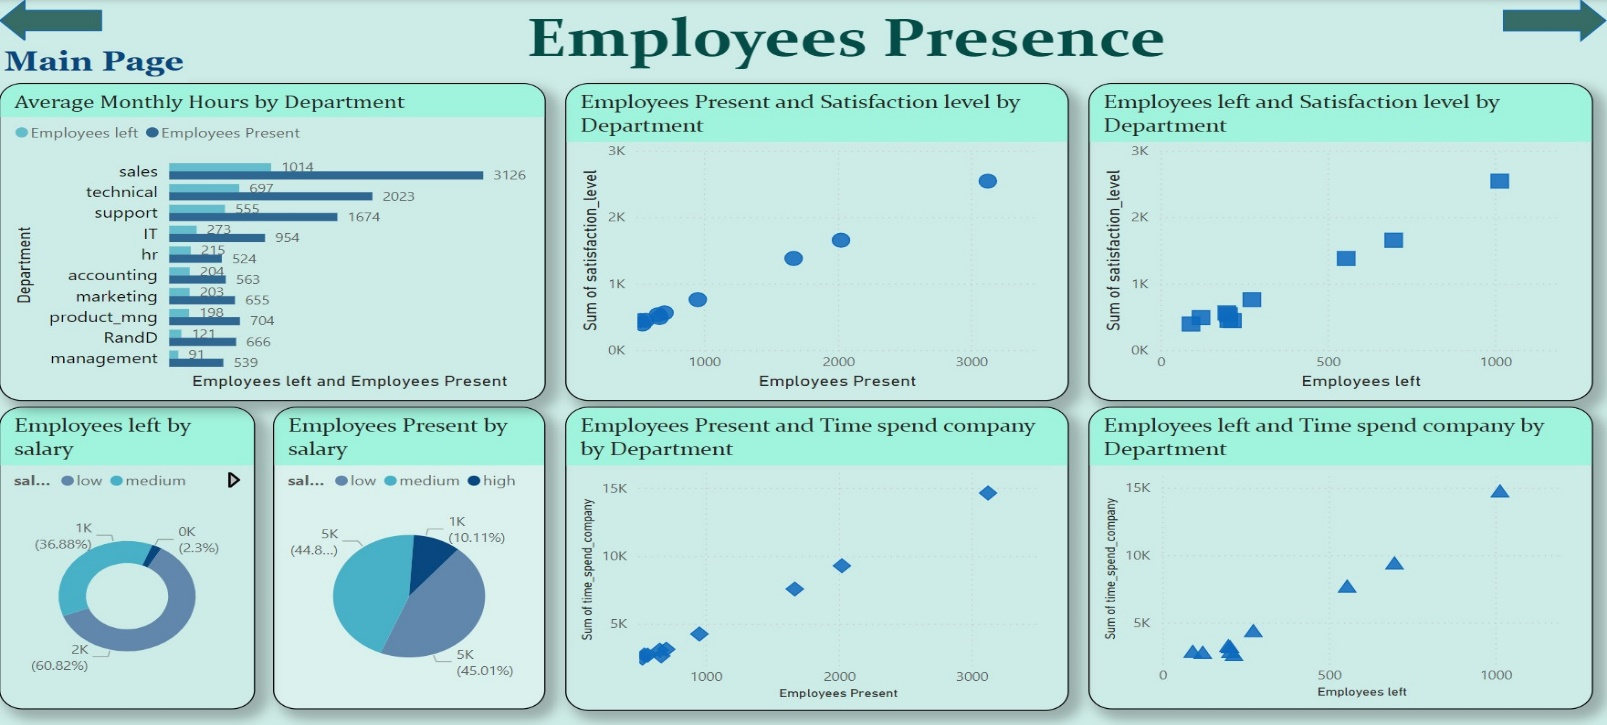 Employees Presence
Main Page
Average Monthly Hours by Department
Employees left Employees Present
Department
sales 1014 3126
technical 697 2023
support 555 1674
IT 273 954
hr 215 524
accounting 204 563
marketing 203 655
product_mng 198 704
RandD 121 666
management 91 539
Employees left and Employees Present
Employees Present and Satisfaction level by
Department
Sum of satisfaction_level
3K
2K
1K
0K
1000 2000 3000
Employees Present
Employees left and Satisfaction level by
Department
Sum of satisfaction_level
3K
2K
1K
0K
0 500 1000
Employees left
Employees left by
salary
sal... low medium
1K
(36.88%)
0K
(2.3%)
2K
(60.82%)
Employees Present by
salary
sal... low medium high
5K
(44.8...)
1K
(10.11%)
5K
(45.01%)
Employees Present and Time spend company
by Department
Sum of time_spend_company
15K
10K
5K
1000 2000 3000
Employees Present
Employees left and Time spend company by
Department
Sum of time_spend_company
15K
10K
5K
0 500 1000
Employees left